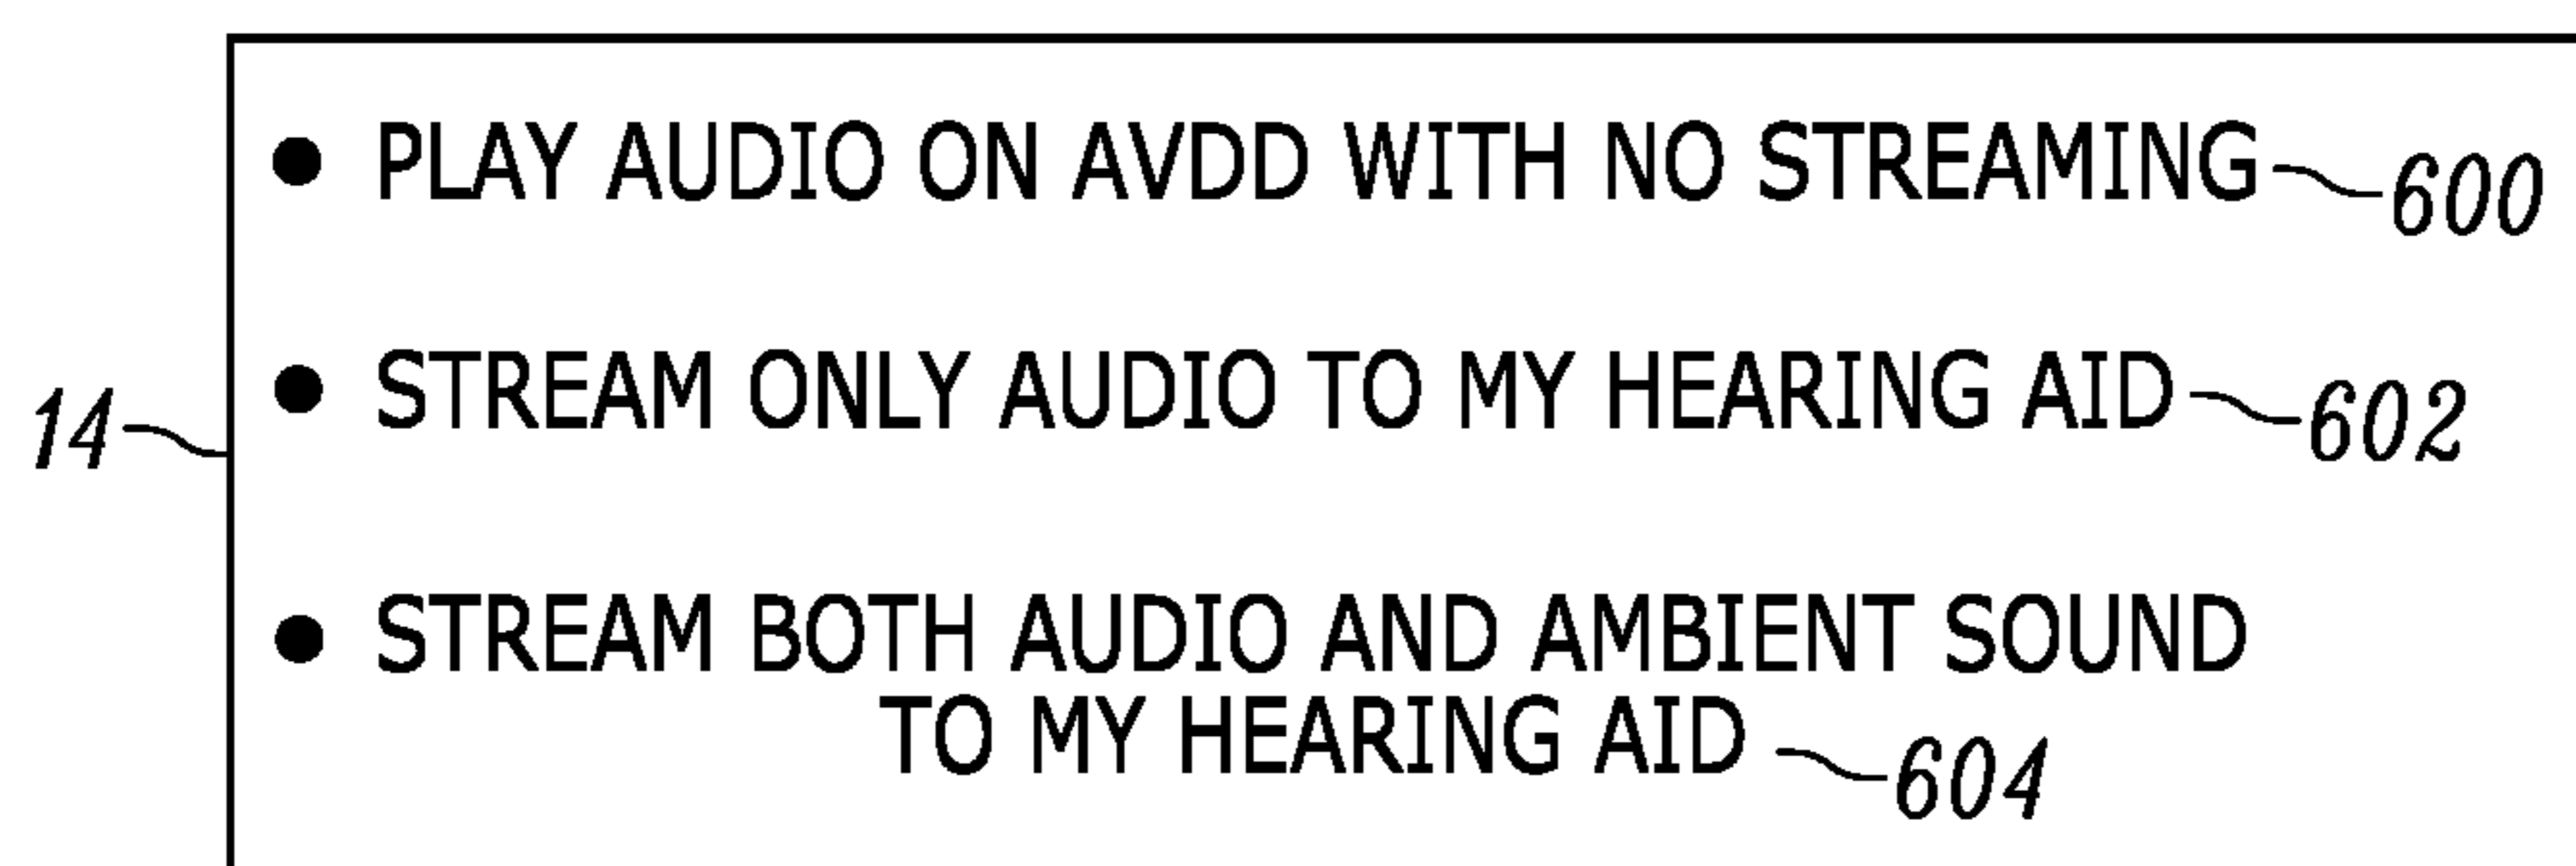 ● PLAY AUDIO ON AVDD WITH NO STREAMING 600
● STREAM ONLY AUDIO TO MY HEARING AID 602
14
● STREAM BOTH AUDIO AND AMBIENT SOUND
TO MY HEARING AID 604